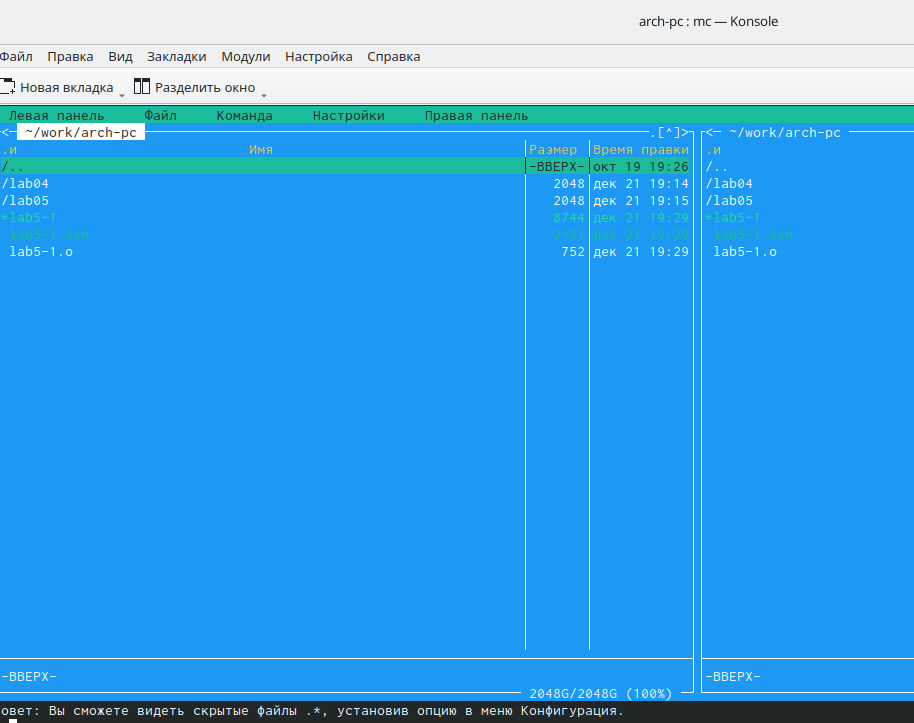 arch-pc : mc — Konsole
Файл Правка Вид Закладки Модули Настройка Справка
Новая вкладка Разделить окно
Левая панель Файл Команда Настройки Правая панель
<─ ~/work/arch-pc .[^]> <─ ~/work/arch-pc
.и Имя Размер Время правки .и
/.. -ВВЕРХ- окт 19 19:26 /..
/lab04 2048 дек 21 19:14 /lab04
/lab05 2048 дек 21 19:15 /lab05
*lab5-1 8744 дек 21 19:29 *lab5-1
lab5-1.asm дек 21 19:29 lab5-1.asm
lab5-1.o 752 дек 21 19:29 lab5-1.o
-ВВЕРХ- -ВВЕРХ-
2048G/2048G (100%)
овет: Вы сможете видеть скрытые файлы .*, установив опцию в меню Конфигурация.